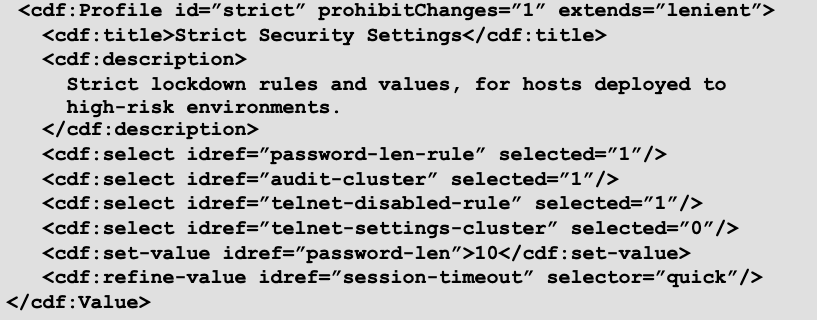 <cdf:Profile id=”strict” prohibitChanges=”1” extends=”lenient”>
<cdf:title>Strict Security Settings</cdf:title>
<cdf:description>
Strict lockdown rules and values, for hosts deployed to
high-risk environments.
</cdf:description>
<cdf:select idref=”password-len-rule” selected=”1”/>
<cdf:select idref=”audit-cluster” selected=”1”/>
<cdf:select idref=”telnet-disabled-rule” selected=”1”/>
<cdf:select idref=”telnet-settings-cluster” selected=”0”/>
<cdf:set-value idref=”password-len”>10</cdf:set-value>
<cdf:refine-value idref=”session-timeout” selector=”quick”/>
</cdf:Value>